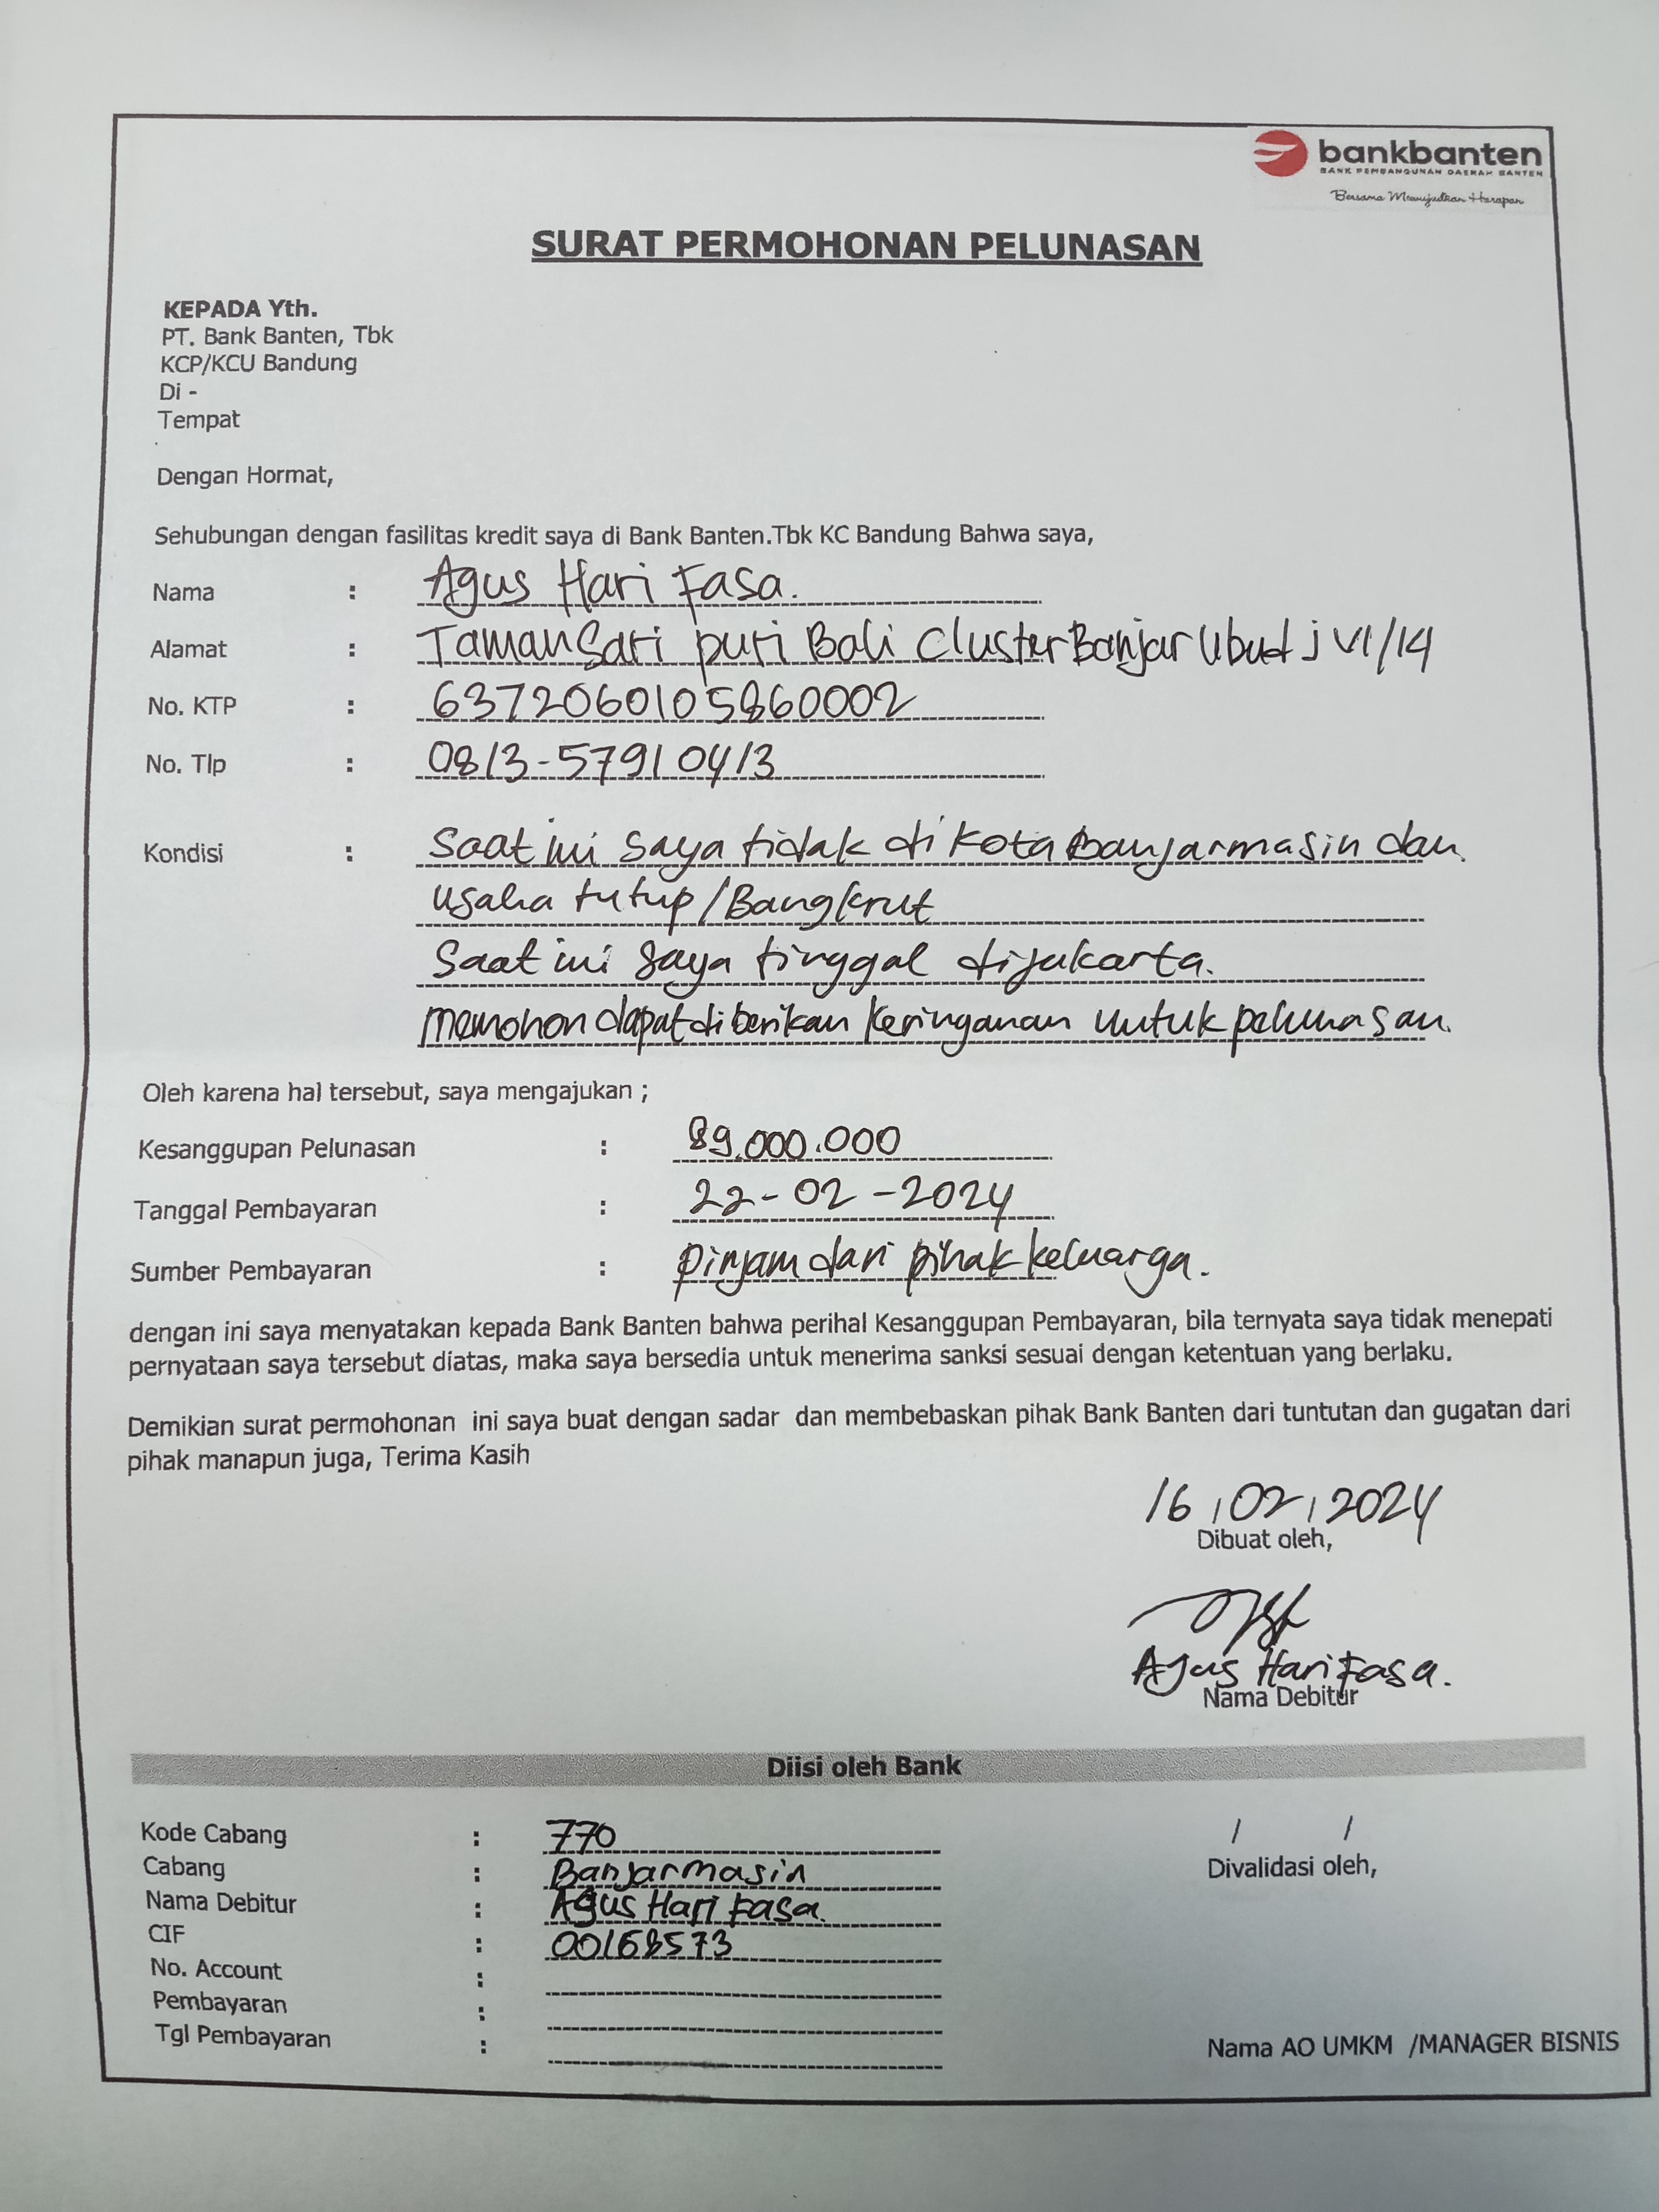 bankbanten
BANK PEMBANGUNAN DAERAH BANTEN
Bersama Mewujudkan Harapan
SURAT PERMOHONAN PELUNASAN
KEPADA Yth.
PT. Bank Banten, Tbk
KCP/KCU Bandung
Di -
Tempat
Dengan Hormat,
Sehubungan dengan fasilitas kredit saya di Bank Banten.Tbk KC Bandung Bahwa saya,
Nama : Agus Hari Fasa.
Alamat : Taman Sari puri Bali Cluster Banjar Ubud j VI/14
No. KTP : 6372060105860002
No. Tlp : 0813-57910413
Kondisi : Saat ini saya tidak di kota Banjarmasin dan
usaha tutup/Bangkrut
Saat ini saya tinggal dijakarta.
memohon dapat diberikan keringanan untuk pelunasan.
Oleh karena hal tersebut, saya mengajukan ;
Kesanggupan Pelunasan : 89.000.000
Tanggal Pembayaran : 22-02-2024
Sumber Pembayaran : pinjam dari pihak keluarga.
dengan ini saya menyatakan kepada Bank Banten bahwa perihal Kesanggupan Pembayaran, bila ternyata saya tidak menepati
pernyataan saya tersebut diatas, maka saya bersedia untuk menerima sanksi sesuai dengan ketentuan yang berlaku.
Demikian surat permohonan ini saya buat dengan sadar dan membebaskan pihak Bank Banten dari tuntutan dan gugatan dari
pihak manapun juga, Terima Kasih
16/02/2024
Dibuat oleh,
Agus Hari Fasa.
Nama Debitur
Diisi oleh Bank
Kode Cabang : 770
/ /
Cabang : Banjarmasin
Divalidasi oleh,
Nama Debitur : Agus Hari Fasa.
CIF : 00168573
No. Account :
Pembayaran :
Tgl Pembayaran :
Nama AO UMKM /MANAGER BISNIS